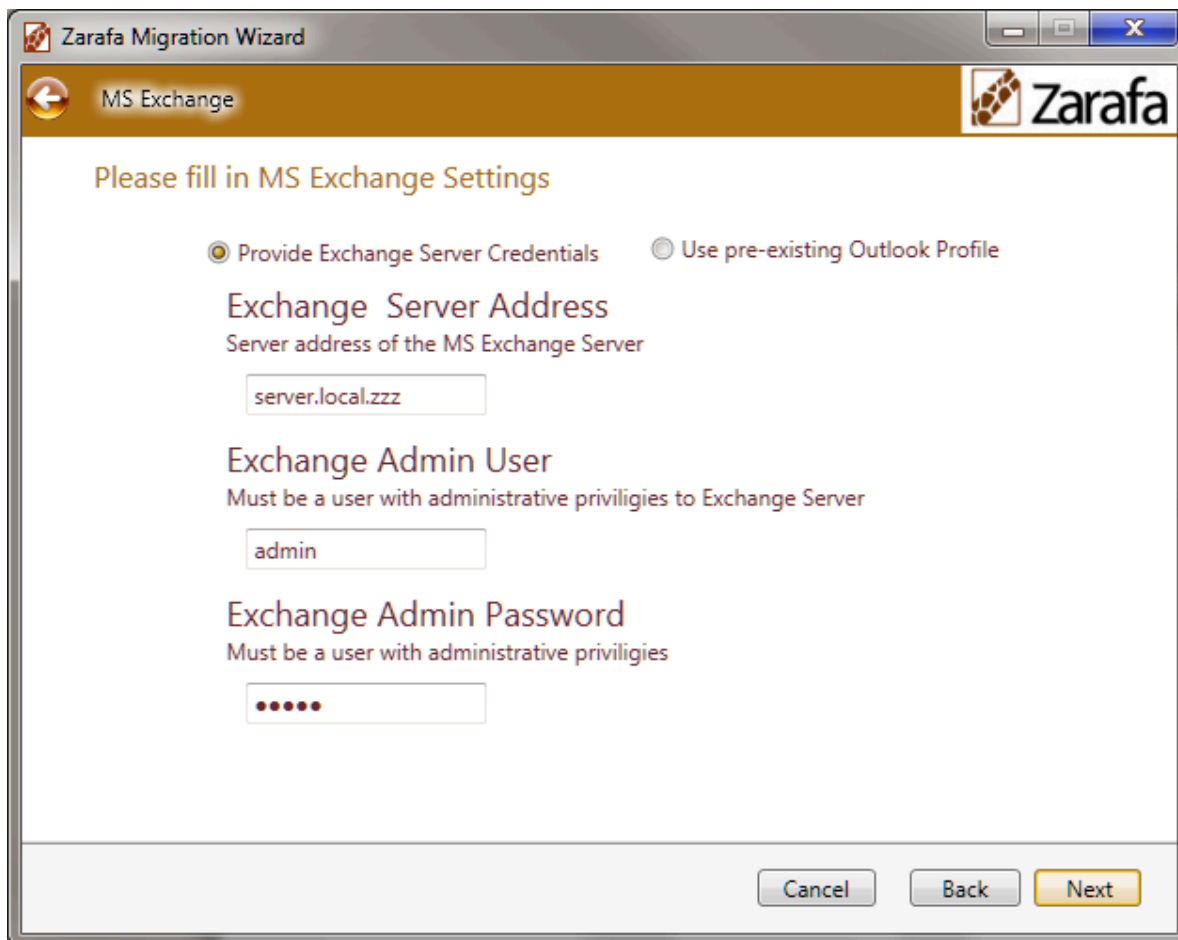 Zarafa Migration Wizard
MS Exchange
Zarafa
Please fill in MS Exchange Settings
Provide Exchange Server Credentials
Use pre-existing Outlook Profile
Exchange Server Address
Server address of the MS Exchange Server
server.local.zzz
Exchange Admin User
Must be a user with administrative priviligies to Exchange Server
admin
Exchange Admin Password
Must be a user with administrative priviligies
•••••
Cancel
Back
Next